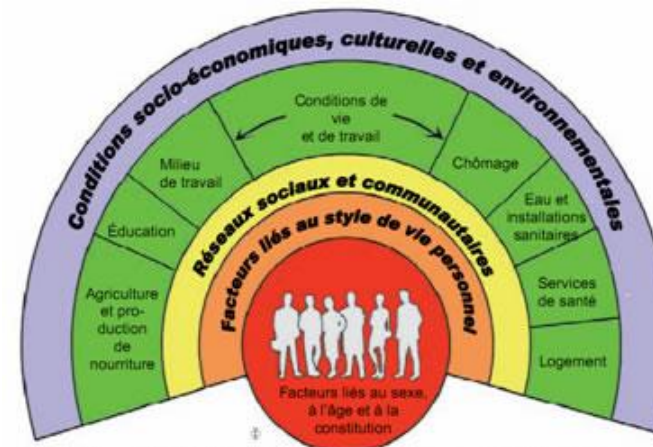 Conditions socio-économiques, culturelles et environnementales
Conditions de
vie
et de travail
Milieu
de travail
Éducation
Agriculture
et pro-
duction
de
nourriture
Chômage
Eau et
installations
sanitaires
Services
de santé
Logement
Réseaux sociaux et communautaires
Facteurs liés au style de vie personnel
Facteurs liés au sexe,
à l'âge et à la
constitution